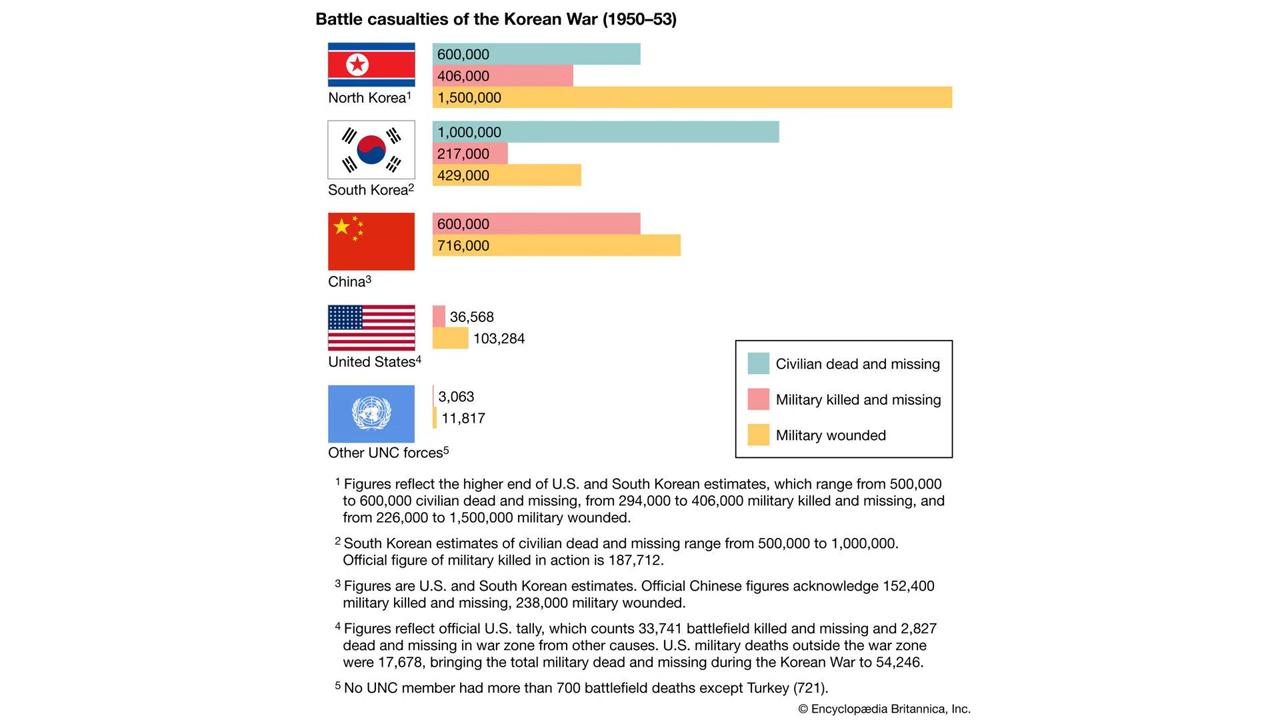 Battle casualties of the Korean War (1950–53)
600,000
406,000
1,500,000
North Korea¹
1,000,000
217,000
429,000
South Korea²
600,000
716,000
China³
36,568
103,284
United States⁴
3,063
11,817
Other UNC forces⁵
Civilian dead and missing
Military killed and missing
Military wounded
¹ Figures reflect the higher end of U.S. and South Korean estimates, which range from 500,000
to 600,000 civilian dead and missing, from 294,000 to 406,000 military killed and missing, and
from 226,000 to 1,500,000 military wounded.
² South Korean estimates of civilian dead and missing range from 500,000 to 1,000,000.
Official figure of military killed in action is 187,712.
³ Figures are U.S. and South Korean estimates. Official Chinese figures acknowledge 152,400
military killed and missing, 238,000 military wounded.
⁴ Figures reflect official U.S. tally, which counts 33,741 battlefield killed and missing and 2,827
dead and missing in war zone from other causes. U.S. military deaths outside the war zone
were 17,678, bringing the total military dead and missing during the Korean War to 54,246.
⁵ No UNC member had more than 700 battlefield deaths except Turkey (721).
© Encyclopædia Britannica, Inc.